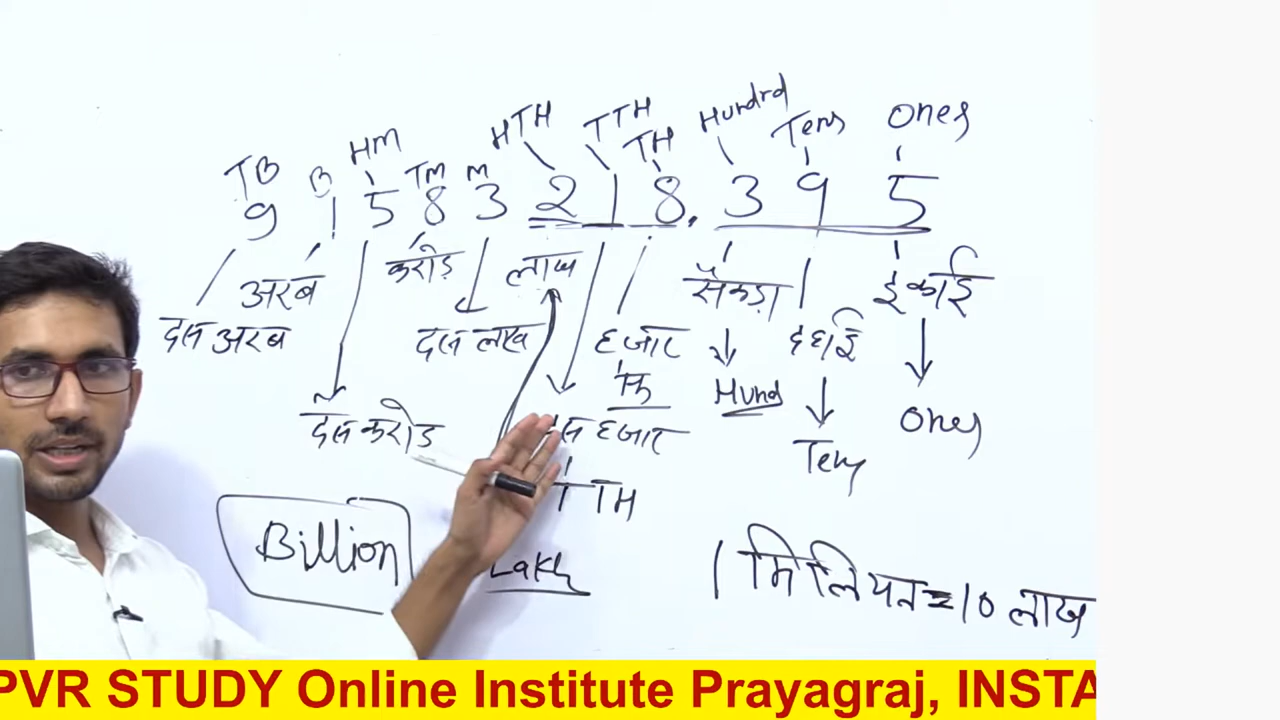 TB B HM TM M HTH TTH TH Hundrd Tens Ones
9 1 5 8 3 2 1 8, 3 9 5
अरब करोड़ लाख सैकड़ा इकाई
दस अरब दस लाख हजार दहाई
दस करोड़ हजार Hund Ones
Tens
TTH
Billion Lakh 1 मिलियन = 10 लाख
PVR STUDY Online Institute Prayagraj, INSTA